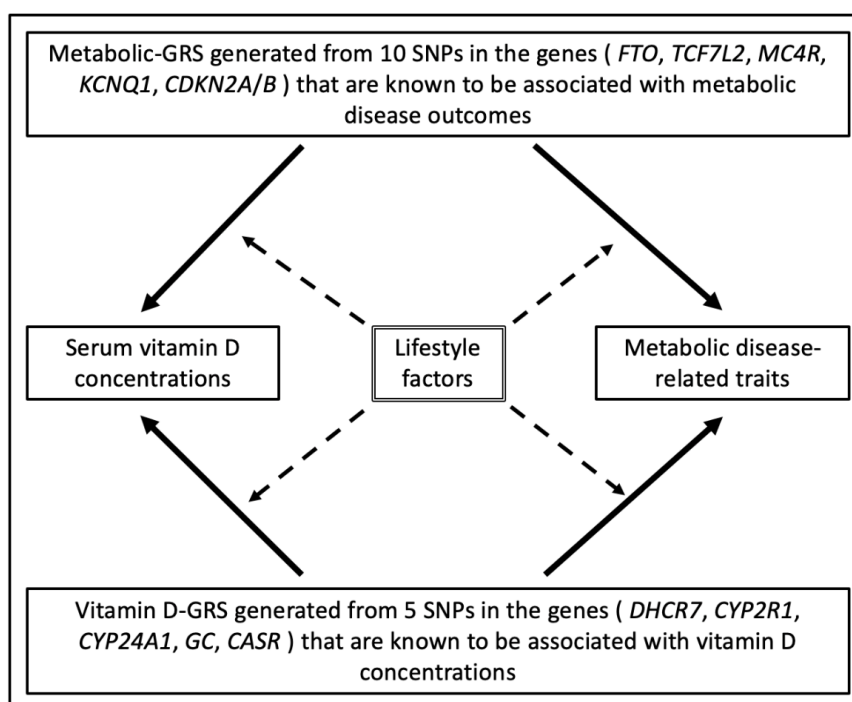 Metabolic-GRS generated from 10 SNPs in the genes ( FTO, TCF7L2, MC4R,
KCNQ1, CDKN2A/B ) that are known to be associated with metabolic
disease outcomes
Serum vitamin D
concentrations
Lifestyle
factors
Metabolic disease-
related traits
Vitamin D-GRS generated from 5 SNPs in the genes ( DHCR7, CYP2R1,
CYP24A1, GC, CASR ) that are known to be associated with vitamin D
concentrations